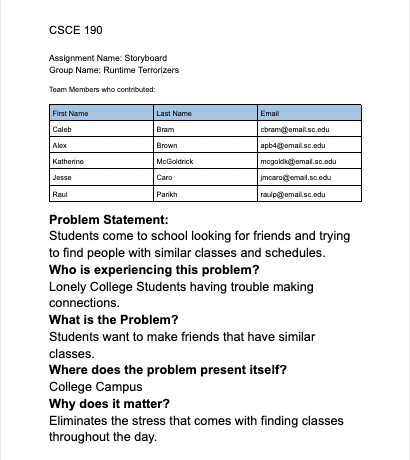 CSCE 190
Assignment Name: Storyboard
Group Name: Runtime Terrorizers
Team Members who contributed:
First Name Last Name Email
Caleb Bram cbram@email.sc.edu
Alex Brown apb4@email.sc.edu
Katherine McGoldrick mcgoldk@email.sc.edu
Jesse Caro jmcaro@email.sc.edu
Raul Parikh raulp@email.sc.edu
Problem Statement:
Students come to school looking for friends and trying
to find people with similar classes and schedules.
Who is experiencing this problem?
Lonely College Students having trouble making
connections.
What is the Problem?
Students want to make friends that have similar
classes.
Where does the problem present itself?
College Campus
Why does it matter?
Eliminates the stress that comes with finding classes
throughout the day.